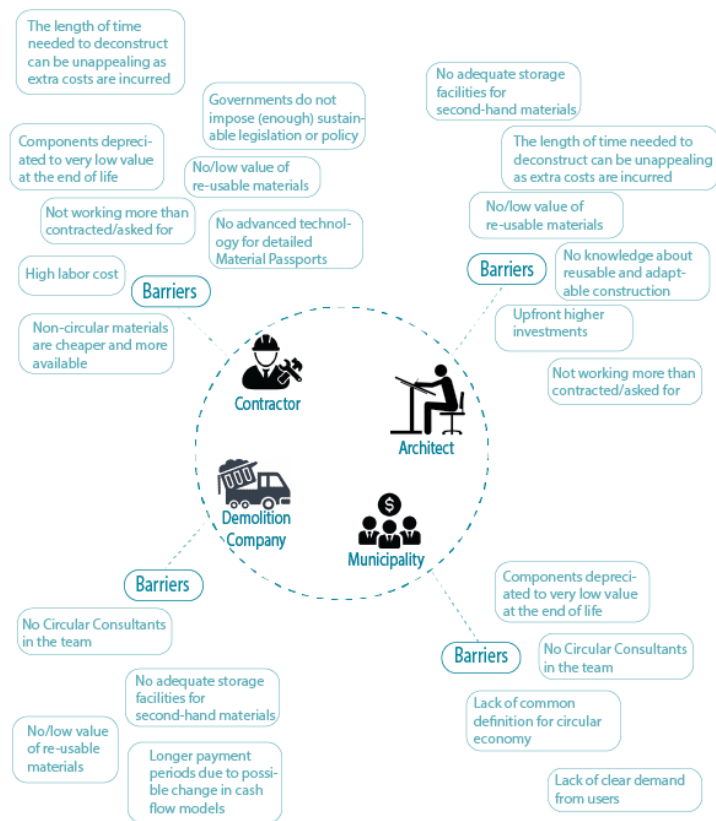 The length of time
needed to deconstruct
can be unappealing as
extra costs are incurred
Governments do not
impose (enough) sustain-
able legislation or policy
Components depreci-
ated to very low value
at the end of life
No/low value of
re-usable materials
Not working more than
contracted/asked for
No advanced technol-
ogy for detailed
Material Passports
High labor cost
Barriers
Non-circular materials
are cheaper and more
available
Contractor
No adequate storage
facilities for
second-hand materials
The length of time needed to
deconstruct can be unappealing
as extra costs are incurred
No/low value of
re-usable materials
Barriers
No knowledge about
reusable and adapt-
able construction
Upfront higher
investments
Not working more than
contracted/asked for
Architect
Demolition
Company
Barriers
No Circular Consultants
in the team
No adequate storage
facilities for
second-hand materials
No/low value
of re-usable
materials
Longer payment
periods due to possi-
ble change in cash
flow models
$
Municipality
Components depreci-
ated to very low value
at the end of life
Barriers
No Circular Consultants
in the team
Lack of common
definition for circular
economy
Lack of clear demand
from users